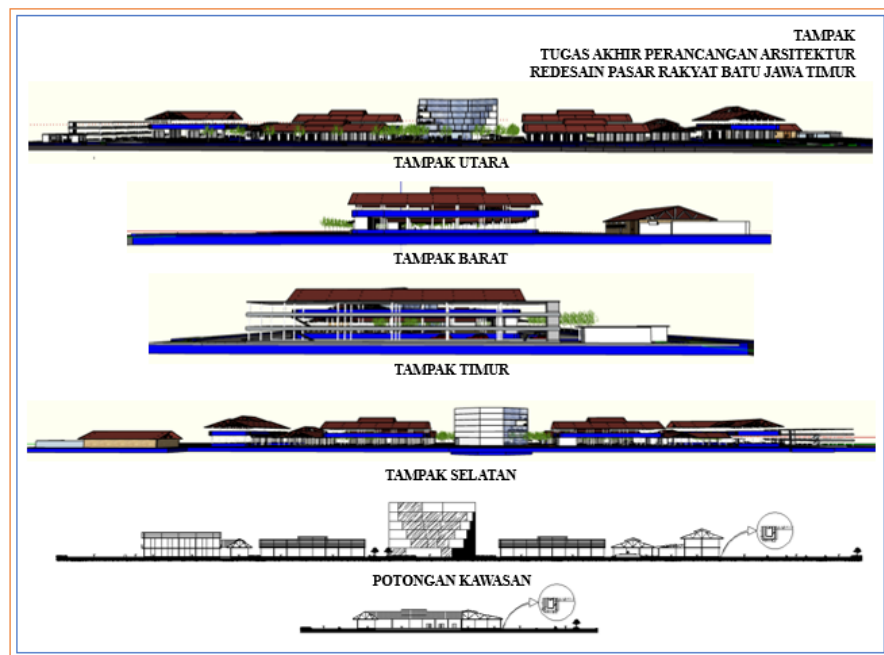 TAMPAK
TUGAS AKHIR PERANCANGAN ARSITEKTUR
REDESAIN PASAR RAKYAT BATU JAWA TIMUR
TAMPAK UTARA
TAMPAK BARAT
TAMPAK TIMUR
TAMPAK SELATAN
POTONGAN KAWASAN